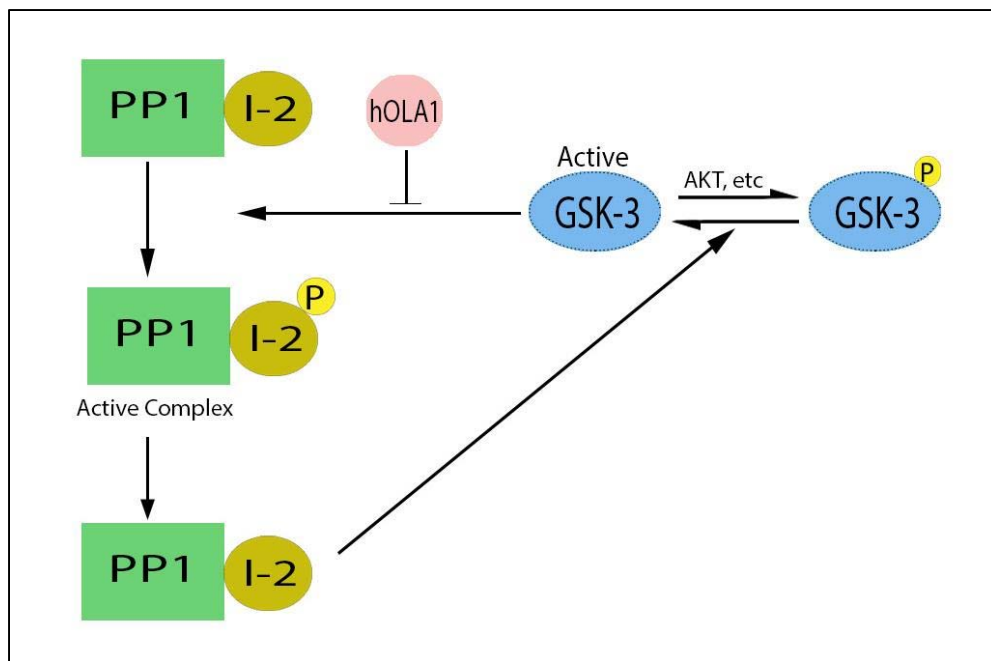 PP1
I-2
hOLA1
Active
GSK-3
AKT, etc
P
GSK-3
P
PP1
I-2
Active Complex
PP1
I-2